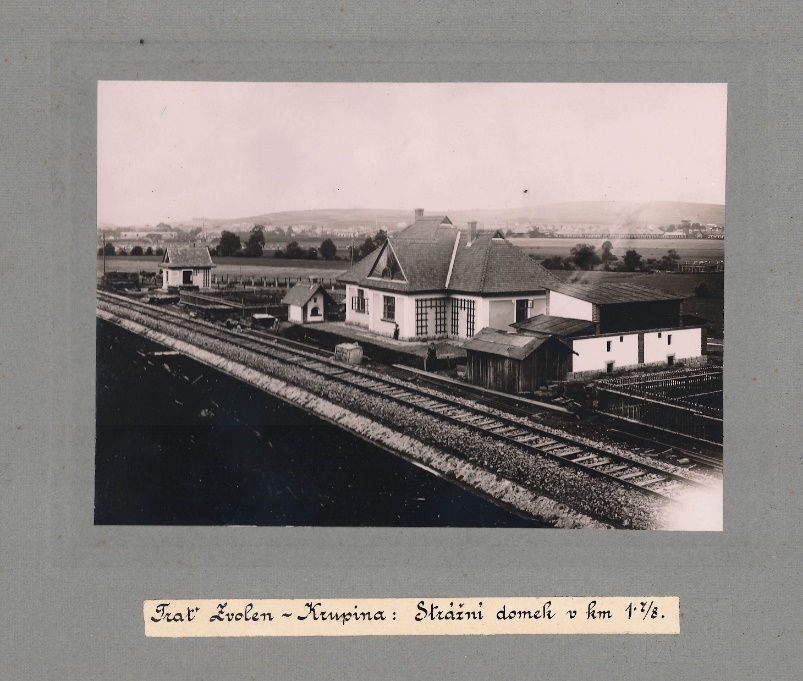 Trať Zvolen - Krupina: Strážní domek v km 1·7/8.